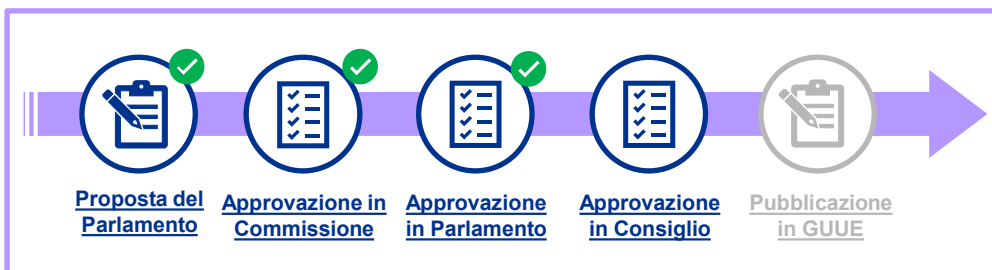 Proposta del
Parlamento
Approvazione in
Commissione
Approvazione
in Parlamento
Approvazione
in Consiglio
Pubblicazione
in GUUE